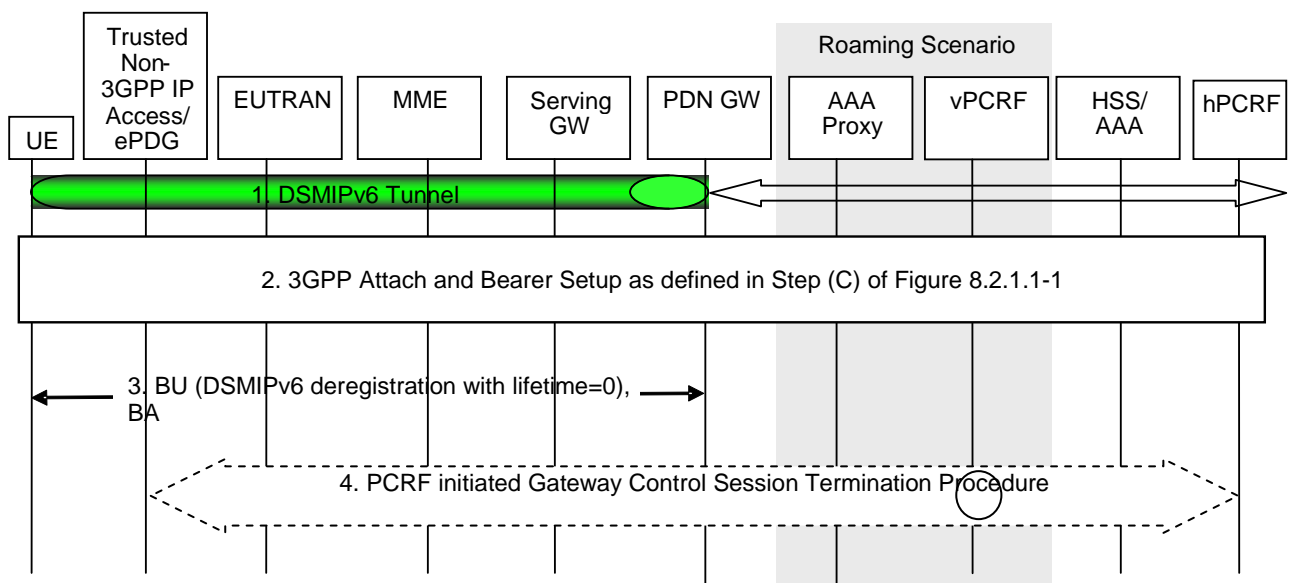 Roaming Scenario
UE
Trusted
Non-
3GPP IP
Access/
ePDG
EUTRAN
MME
Serving
GW
PDN GW
AAA
Proxy
vPCRF
HSS/
AAA
hPCRF
1. DSMIPv6 Tunnel
2. 3GPP Attach and Bearer Setup as defined in Step (C) of Figure 8.2.1.1-1
3. BU (DSMIPv6 deregistration with lifetime=0),
BA
4. PCRF initiated Gateway Control Session Termination Procedure